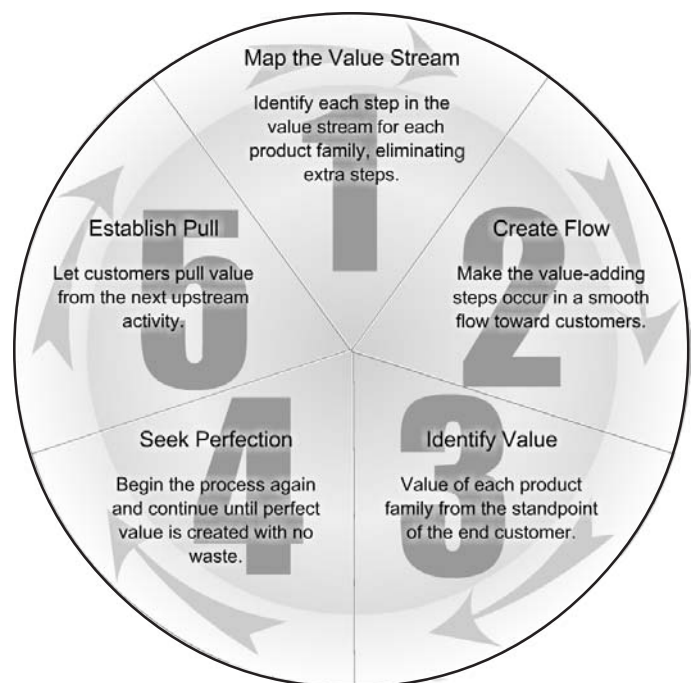 Map the Value Stream
Identify each step in the
value stream for each
product family, eliminating
extra steps.
1
Create Flow
Make the value-adding
steps occur in a smooth
flow toward customers.
2
Identify Value
Value of each product
family from the standpoint
of the end customer.
3
Seek Perfection
Begin the process again
and continue until perfect
value is created with no
waste.
4
Establish Pull
Let customers pull value
from the next upstream
activity.
5